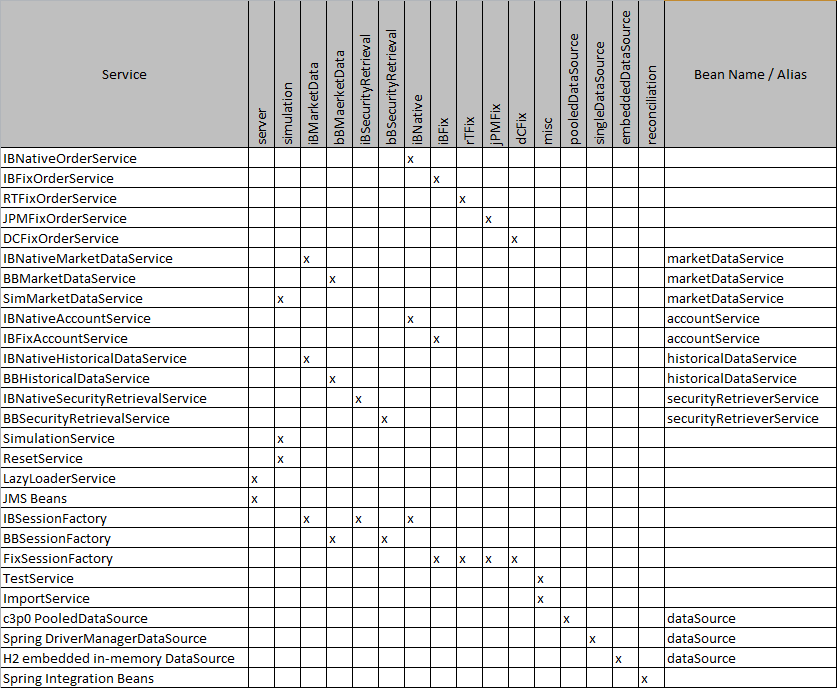 Service server simulation iBMarketData bBMaerketData iBSecurityRetrieval bBSecurityRetrieval iBNative iBFix rTFix jPMFix dCFix misc pooledDataSource singleDataSource embeddedDataSource reconciliation Bean Name / Alias
IBNativeOrderService x
IBFixOrderService x
RTFixOrderService x
JPMFixOrderService x
DCFixOrderService x
IBNativeMarketDataService x marketDataService
BBMarketDataService x marketDataService
SimMarketDataService x marketDataService
IBNativeAccountService x accountService
IBFixAccountService x accountService
IBNativeHistoricalDataService x historicalDataService
BBHistoricalDataService x historicalDataService
IBNativeSecurityRetrievalService x securityRetrieverService
BBSecurityRetrievalService x securityRetrieverService
SimulationService x
ResetService x
LazyLoaderService x
JMS Beans x
IBSessionFactory x x x
BBSessionFactory x x
FixSessionFactory x x x x
TestService x
ImportService x
c3p0 PooledDataSource x dataSource
Spring DriverManagerDataSource x dataSource
H2 embedded in-memory DataSource x dataSource
Spring Integration Beans x